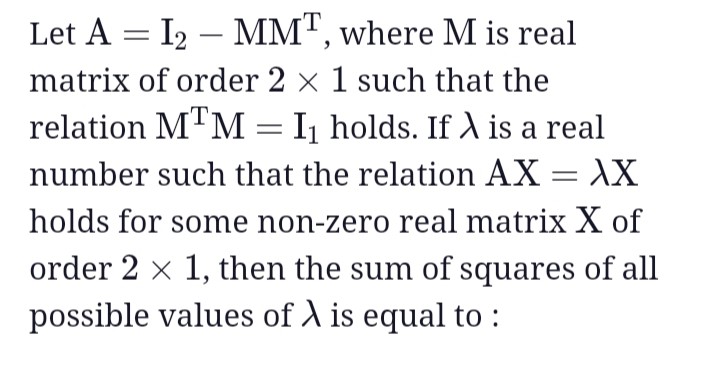 Let A = I₂ − MMᵀ, where M is real
matrix of order 2 × 1 such that the
relation MᵀM = I₁ holds. If λ is a real
number such that the relation AX = λX
holds for some non-zero real matrix X of
order 2 × 1, then the sum of squares of all
possible values of λ is equal to :